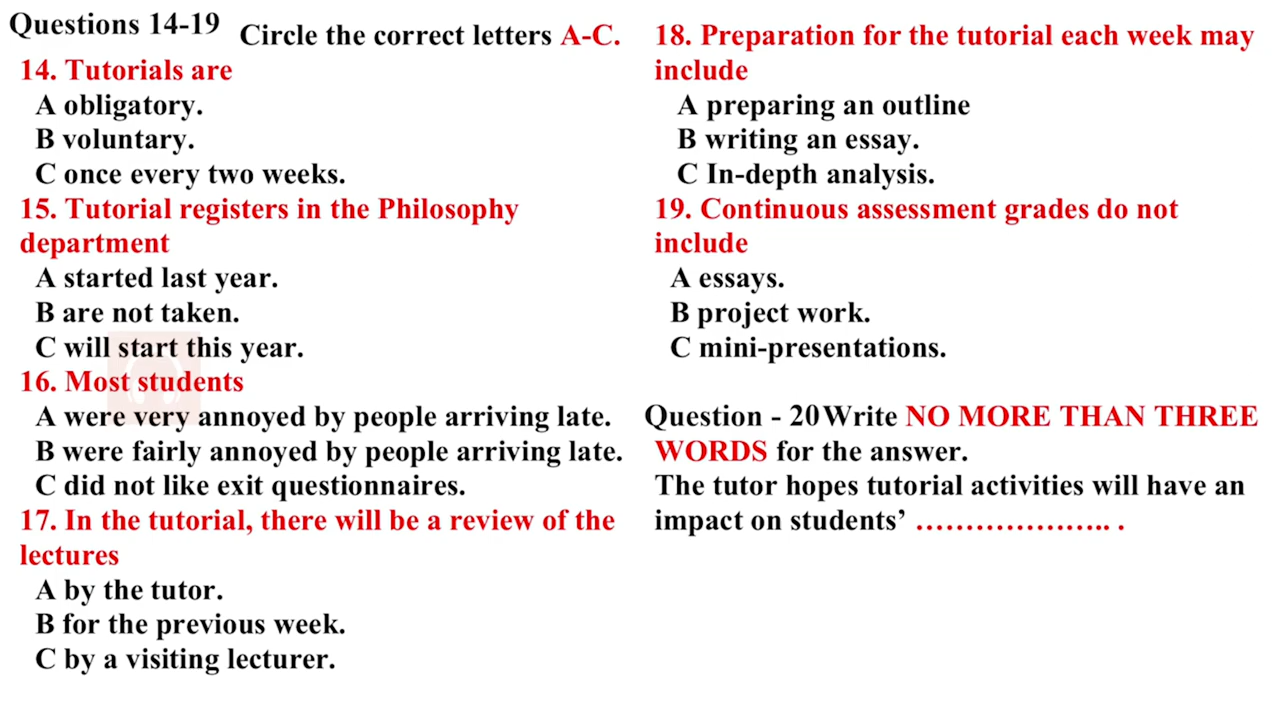 Questions 14-19 Circle the correct letters A-C.
14. Tutorials are
A obligatory.
B voluntary.
C once every two weeks.
15. Tutorial registers in the Philosophy
department
A started last year.
B are not taken.
C will start this year.
16. Most students
A were very annoyed by people arriving late.
B were fairly annoyed by people arriving late.
C did not like exit questionnaires.
17. In the tutorial, there will be a review of the
lectures
A by the tutor.
B for the previous week.
C by a visiting lecturer.
18. Preparation for the tutorial each week may
include
A preparing an outline
B writing an essay.
C In-depth analysis.
19. Continuous assessment grades do not
include
A essays.
B project work.
C mini-presentations.
Question - 20Write NO MORE THAN THREE
WORDS for the answer.
The tutor hopes tutorial activities will have an
impact on students’ ………………….. .